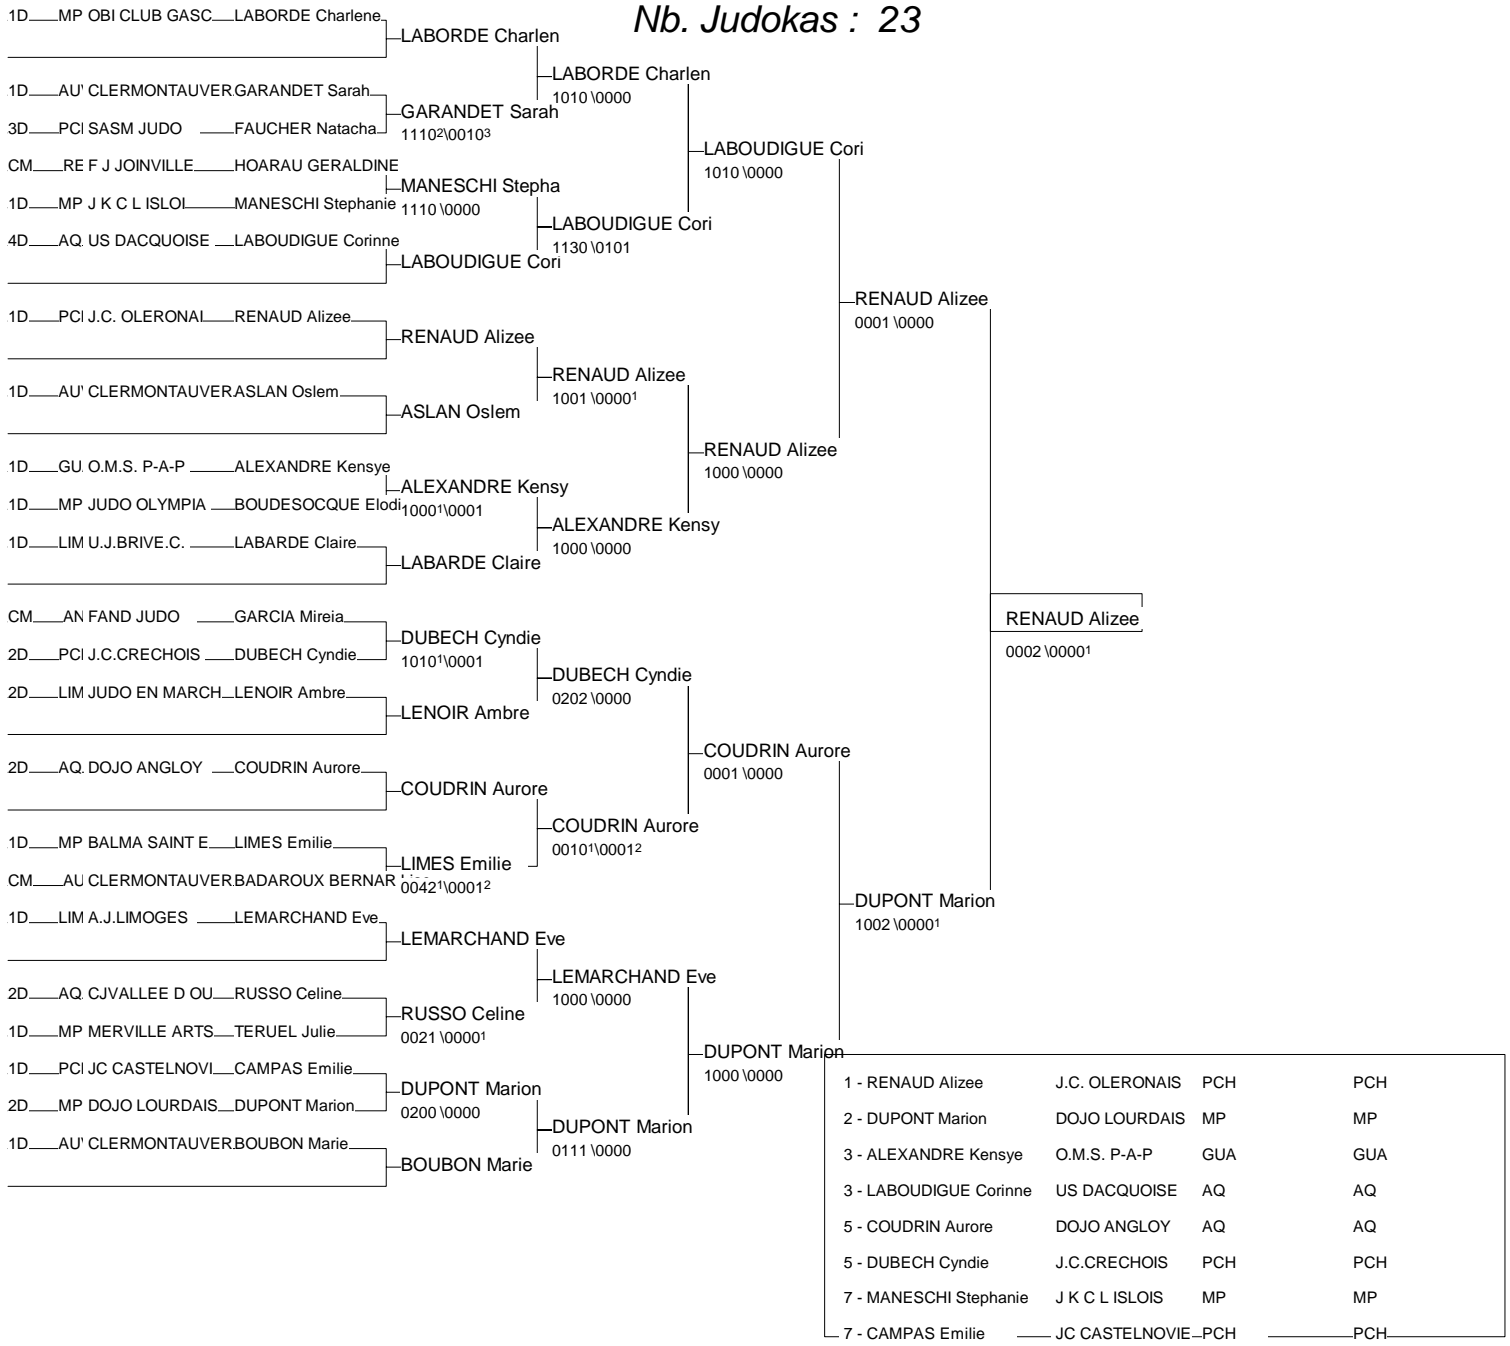 Nb. Judokas : 23
1D MP OBI CLUB GASC LABORDE Charlene
LABORDE Charlen
LABORDE Charlen
1010 \0000
1D AU CLERMONTAUVER GARANDET Sarah
GARANDET Sarah
1110² \0010³
3D PCI SASM JUDO FAUCHER Natacha
LABOUDIGUE Cori
1010 \0000
CM RE F J JOINVILLE HOARAU GERALDINE
MANESCHI Stepha
1110 \0000
1D MP J K C L ISLOI MANESCHI Stephanie
LABOUDIGUE Cori
1130 \0101
4D AQ US DACQUOISE LABOUDIGUE Corinne
LABOUDIGUE Cori
RENAUD Alizee
0001 \0000
1D PCI J.C. OLERONAI RENAUD Alizee
RENAUD Alizee
RENAUD Alizee
1001 \0000¹
1D AU CLERMONTAUVER ASLAN Oslem
ASLAN Oslem
RENAUD Alizee
1000 \0000
1D GU O.M.S. P-A-P ALEXANDRE Kensye
ALEXANDRE Kensy
1000¹ \0001
1D MP JUDO OLYMPIA BOUDESOCQUE Elodi
ALEXANDRE Kensy
1000 \0000
1D LIM U.J.BRIVE.C. LABARDE Claire
LABARDE Claire
RENAUD Alizee
0002 \0000¹
CM AN FAND JUDO GARCIA Mireia
DUBECH Cyndie
1010¹ \0001
2D PCI J.C.CRECHOIS DUBECH Cyndie
DUBECH Cyndie
0202 \0000
2D LIM JUDO EN MARCH LENOIR Ambre
LENOIR Ambre
COUDRIN Aurore
0001 \0000
2D AQ DOJO ANGLOY COUDRIN Aurore
COUDRIN Aurore
COUDRIN Aurore
0010¹ \0001²
1D MP BALMA SAINT E LIMES Emilie
LIMES Emilie
0042¹ \0001²
CM AU CLERMONTAUVER BADAROUX BERNAR
DUPONT Marion
1002 \0000¹
1D LIM A.J.LIMOGES LEMARCHAND Eve
LEMARCHAND Eve
LEMARCHAND Eve
1000 \0000
2D AQ CJVALLEE D OU RUSSO Celine
RUSSO Celine
0021 \0000¹
1D MP MERVILLE ARTS TERUEL Julie
DUPONT Marion
1000 \0000
1D PCI JC CASTELNOVI CAMPAS Emilie
DUPONT Marion
0200 \0000
2D MP DOJO LOURDAIS DUPONT Marion
DUPONT Marion
0111 \0000
1D AU CLERMONTAUVER BOUBON Marie
BOUBON Marie
1 - RENAUD Alizee J.C. OLERONAIS PCH PCH
2 - DUPONT Marion DOJO LOURDAIS MP MP
3 - ALEXANDRE Kensye O.M.S. P-A-P GUA GUA
3 - LABOUDIGUE Corinne US DACQUOISE AQ AQ
5 - COUDRIN Aurore DOJO ANGLOY AQ AQ
5 - DUBECH Cyndie J.C.CRECHOIS PCH PCH
7 - MANESCHI Stephanie J K C L ISLOIS MP MP
7 - CAMPAS Emilie JC CASTELNOVIE PCH PCH